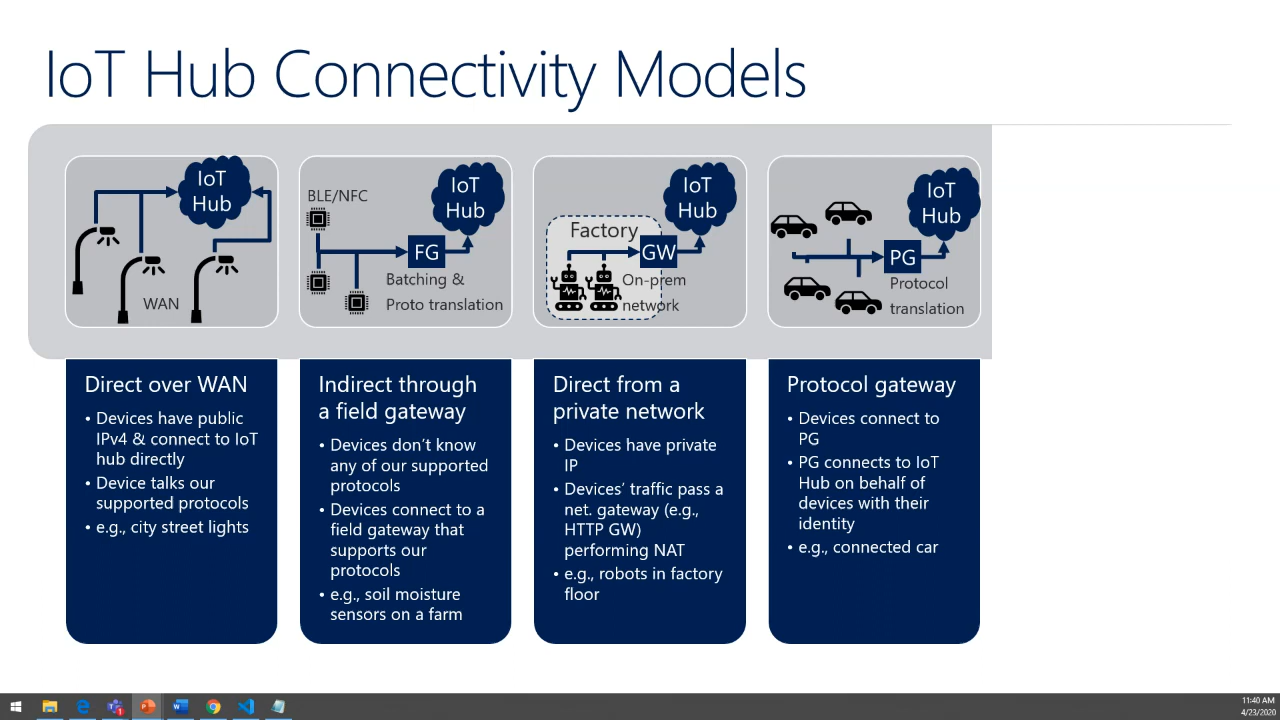 IoT Hub Connectivity Models
IoT
Hub
WAN
BLE/NFC
IoT
Hub
FG
Batching &
Proto translation
IoT
Hub
Factory
GW
On-prem
network
IoT
Hub
PG
Protocol
translation
Direct over WAN
• Devices have public
IPv4 & connect to IoT
hub directly
• Device talks our
supported protocols
• e.g., city street lights
Indirect through
a field gateway
• Devices don't know
any of our supported
protocols
• Devices connect to a
field gateway that
supports our
protocols
• e.g., soil moisture
sensors on a farm
Direct from a
private network
• Devices have private
IP
• Devices' traffic pass a
net. gateway (e.g.,
HTTP GW)
performing NAT
• e.g., robots in factory
floor
Protocol gateway
• Devices connect to
PG
• PG connects to IoT
Hub on behalf of
devices with their
identity
• e.g., connected car
11:40 AM
4/23/2020